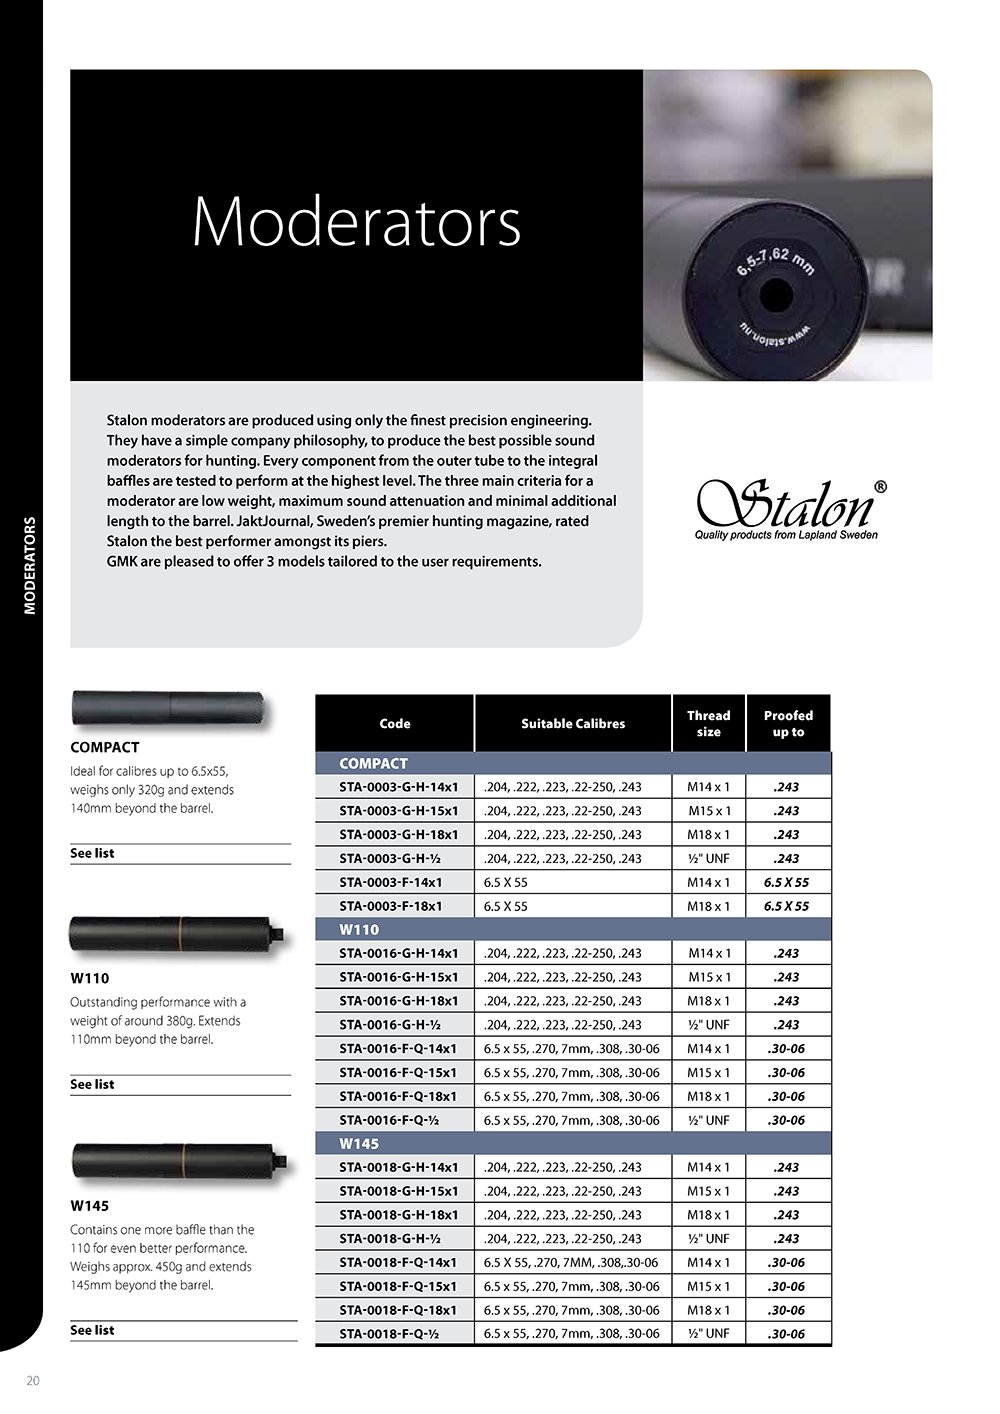 Moderators
6,5-7,62 mm
www.stalon.nu
Stalon moderators are produced using only the finest precision engineering.
They have a simple company philosophy, to produce the best possible sound
moderators for hunting. Every component from the outer tube to the integral
baffles are tested to perform at the highest level. The three main criteria for a
moderator are low weight, maximum sound attenuation and minimal additional
length to the barrel. JaktJournal, Sweden's premier hunting magazine, rated
Stalon the best performer amongst its piers.
GMK are pleased to offer 3 models tailored to the user requirements.
Stalon®
Quality products from Lapland Sweden
MODERATORS
COMPACT
Ideal for calibres up to 6.5x55,
weighs only 320g and extends
140mm beyond the barrel.
See list
W110
Outstanding performance with a
weight of around 380g. Extends
110mm beyond the barrel.
See list
W145
Contains one more baffle than the
110 for even better performance.
Weighs approx. 450g and extends
145mm beyond the barrel.
See list
Code Suitable Calibres Thread size Proofed up to
COMPACT
STA-0003-G-H-14x1 .204, .222, .223, .22-250, .243 M14 x 1 .243
STA-0003-G-H-15x1 .204, .222, .223, .22-250, .243 M15 x 1 .243
STA-0003-G-H-18x1 .204, .222, .223, .22-250, .243 M18 x 1 .243
STA-0003-G-H-½ .204, .222, .223, .22-250, .243 ½" UNF .243
STA-0003-F-14x1 6.5 X 55 M14 x 1 6.5 X 55
STA-0003-F-18x1 6.5 X 55 M18 x 1 6.5 X 55
W110
STA-0016-G-H-14x1 .204, .222, .223, .22-250, .243 M14 x 1 .243
STA-0016-G-H-15x1 .204, .222, .223, .22-250, .243 M15 x 1 .243
STA-0016-G-H-18x1 .204, .222, .223, .22-250, .243 M18 x 1 .243
STA-0016-G-H-½ .204, .222, .223, .22-250, .243 ½" UNF .243
STA-0016-F-Q-14x1 6.5 x 55, .270, 7mm, .308, .30-06 M14 x 1 .30-06
STA-0016-F-Q-15x1 6.5 x 55, .270, 7mm, .308, .30-06 M15 x 1 .30-06
STA-0016-F-Q-18x1 6.5 x 55, .270, 7mm, .308, .30-06 M18 x 1 .30-06
STA-0016-F-Q-½ 6.5 x 55, .270, 7mm, .308, .30-06 ½" UNF .30-06
W145
STA-0018-G-H-14x1 .204, .222, .223, .22-250, .243 M14 x 1 .243
STA-0018-G-H-15x1 .204, .222, .223, .22-250, .243 M15 x 1 .243
STA-0018-G-H-18x1 .204, .222, .223, .22-250, .243 M18 x 1 .243
STA-0018-G-H-½ .204, .222, .223, .22-250, .243 ½" UNF .243
STA-0018-F-Q-14x1 6.5 X 55, .270, 7MM, .308,.30-06 M14 x 1 .30-06
STA-0018-F-Q-15x1 6.5 x 55, .270, 7mm, .308, .30-06 M15 x 1 .30-06
STA-0018-F-Q-18x1 6.5 x 55, .270, 7mm, .308, .30-06 M18 x 1 .30-06
STA-0018-F-Q-½ 6.5 x 55, .270, 7mm, .308, .30-06 ½" UNF .30-06
20